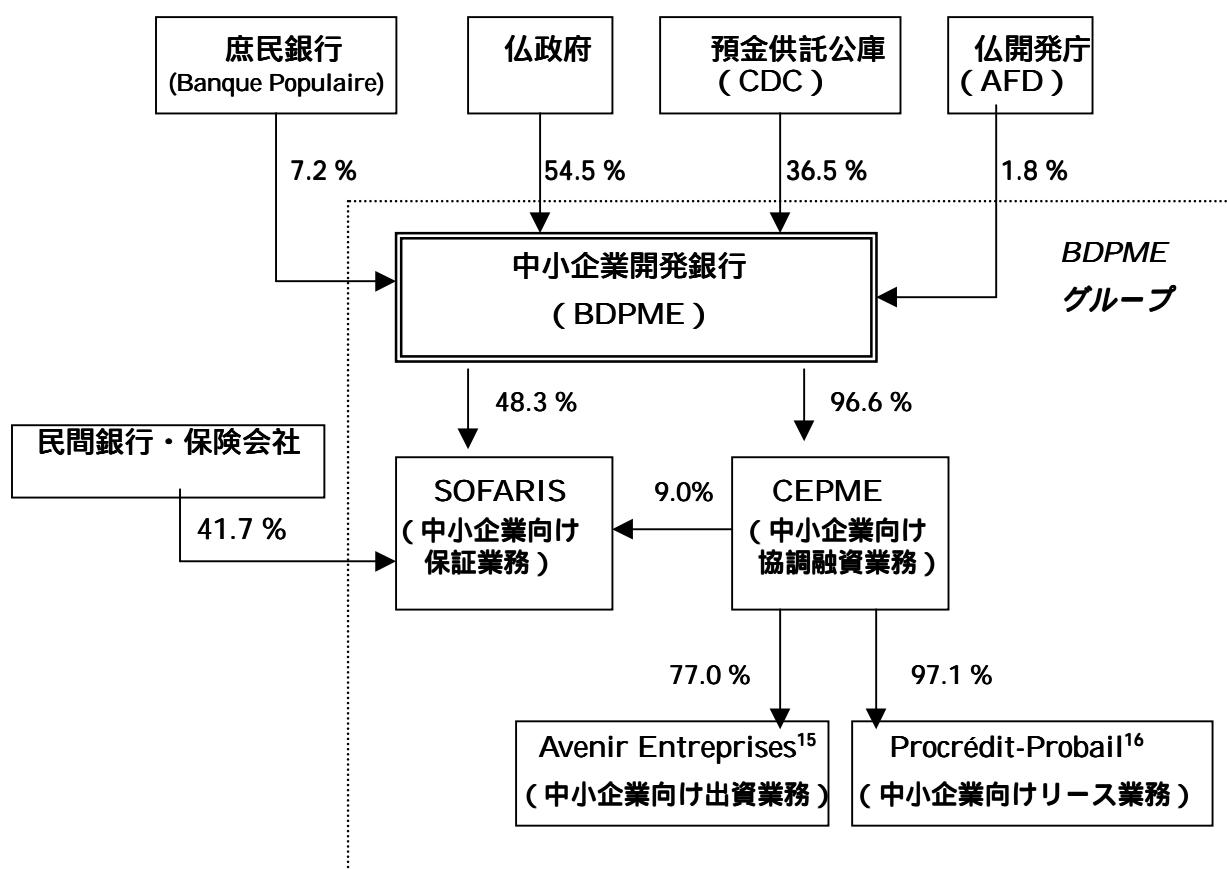 庶民銀行
(Banque Populaire)
仏政府
預金供託公庫
（CDC）
仏開発庁
（AFD）
7.2 %
54.5 %
36.5 %
1.8 %
中小企業開発銀行
（BDPME）
BDPME
グループ
48.3 %
96.6 %
民間銀行・保険会社
41.7 %
SOFARIS
（中小企業向け
保証業務）
9.0%
CEPME
（中小企業向け
協調融資業務）
77.0 %
97.1 %
Avenir Entreprises15
（中小企業向け出資業務）
Procrédit-Probail16
（中小企業向けリース業務）